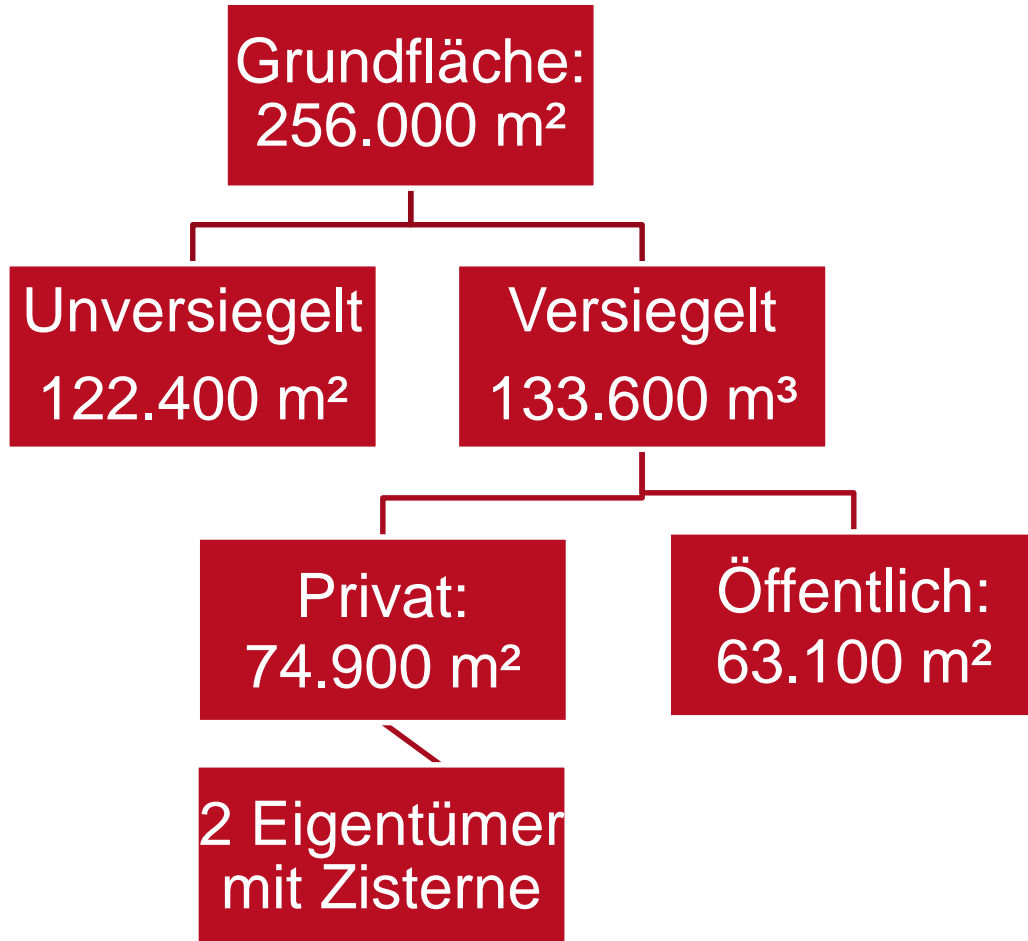 Grundfläche:
256.000 m²
Unversiegelt
122.400 m²
Versiegelt
133.600 m³
Privat:
74.900 m²
Öffentlich:
63.100 m²
2 Eigentümer
mit Zisterne